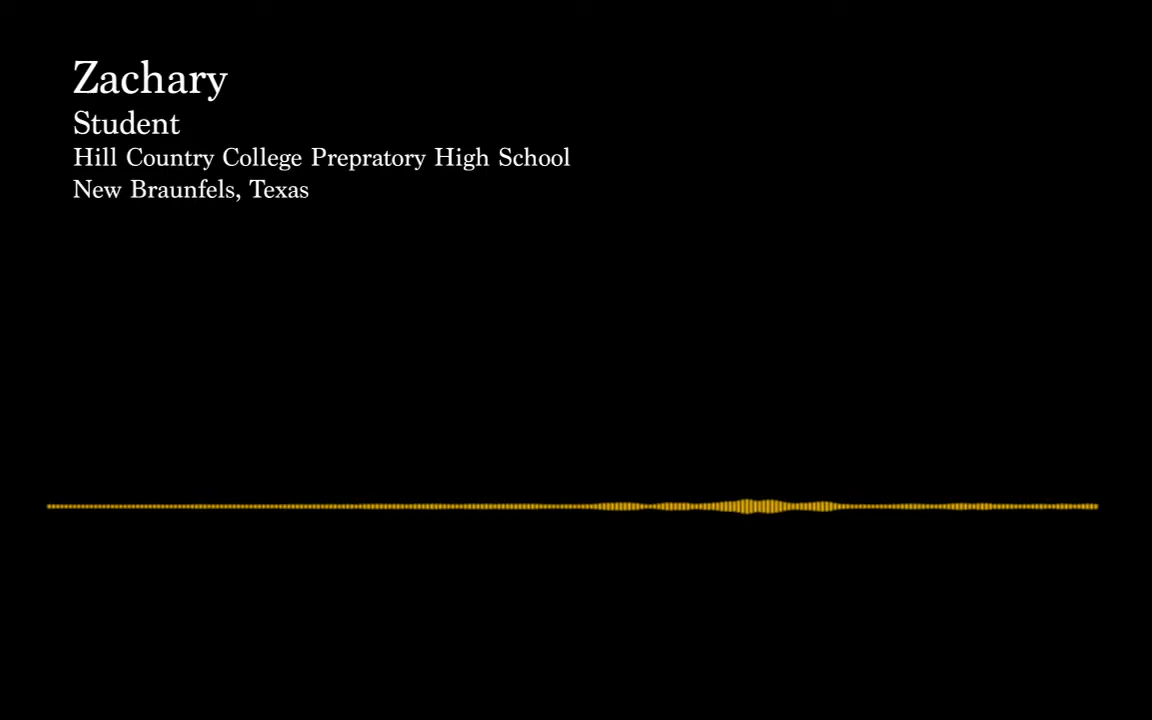 Zachary
Student
Hill Country College Prepratory High School
New Braunfels, Texas